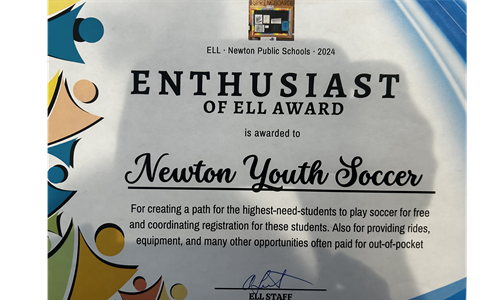 ELL · Newton Public Schools · 2024
ENTHUSIAST
OF ELL AWARD
is awarded to
Newton Youth Soccer
For creating a path for the highest-need-students to play soccer for free
and coordinating registration for these students. Also for providing rides,
equipment, and many other opportunities often paid for out-of-pocket
ELL STAFF